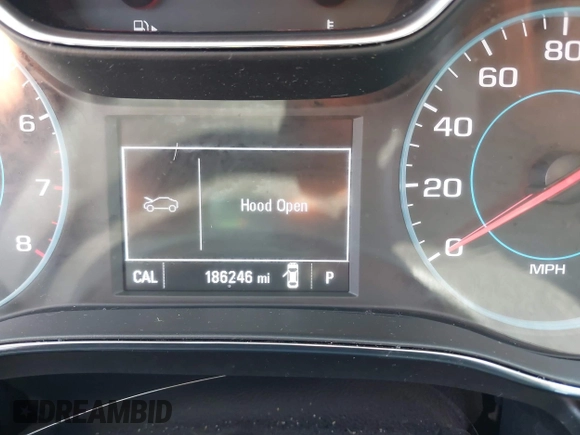 80
60
6
40
7
20
Hood Open
8
0
CAL 186246 mi P
MPH
DREAMBID